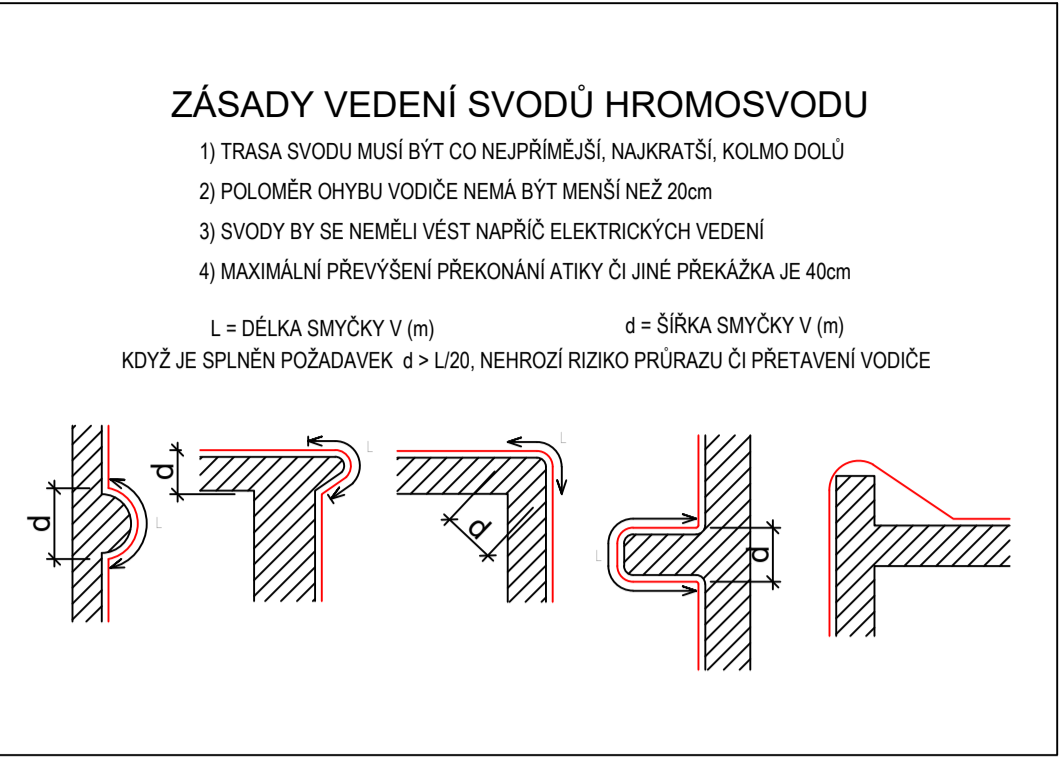 ZÁSADY VEDENÍ SVODŮ HROMOSVODU
1) TRASA SVODU MUSÍ BÝT CO NEJPŘÍMĚJŠÍ, NAJKRATŠÍ, KOLMO DOLŮ
2) POLOMĚR OHYBU VODIČE NEMÁ BÝT MENŠÍ NEŽ 20cm
3) SVODY BY SE NEMĚLI VÉST NAPŘÍČ ELEKTRICKÝCH VEDENÍ
4) MAXIMÁLNÍ PŘEVÝŠENÍ PŘEKONÁNÍ ATIKY ČI JINÉ PŘEKÁŽKA JE 40cm
L = DÉLKA SMYČKY V (m) d = ŠÍŘKA SMYČKY V (m)
KDYŽ JE SPLNĚN POŽADAVEK d > L/20, NEHROZÍ RIZIKO PRŮRAZU ČI PŘETAVENÍ VODIČE
d
L
d
L
d
L
L
d